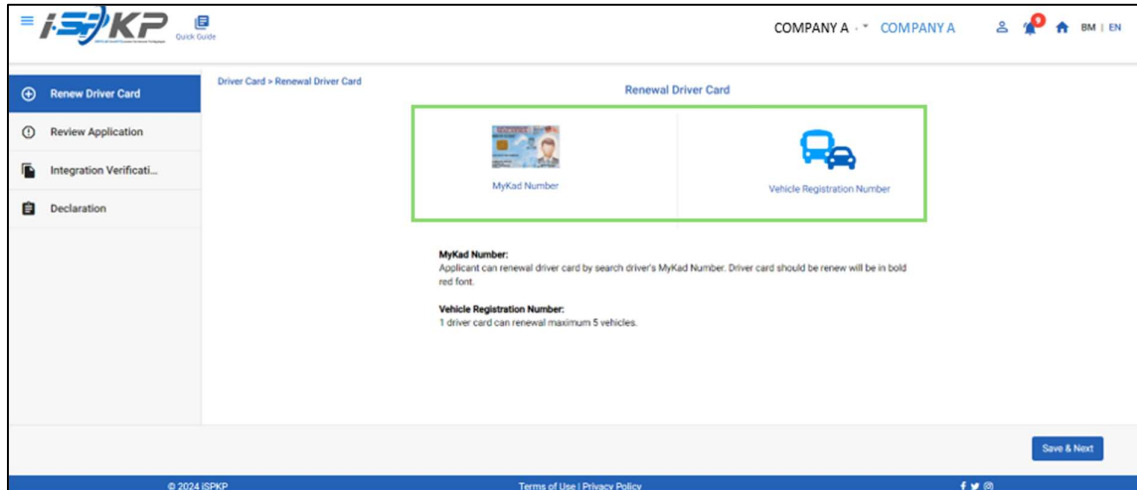 iSPKP
Quick Guide
COMPANY A
COMPANY A
9
BM | EN
Renew Driver Card
Review Application
Integration Verificati...
Declaration
Driver Card > Renewal Driver Card
Renewal Driver Card
MyKad Number
Vehicle Registration Number
MyKad Number:
Applicant can renewal driver card by search driver's MyKad Number. Driver card should be renew will be in bold
red font.
Vehicle Registration Number:
1 driver card can renewal maximum 5 vehicles.
Save & Next
© 2024 iSPKP
Terms of Use | Privacy Policy